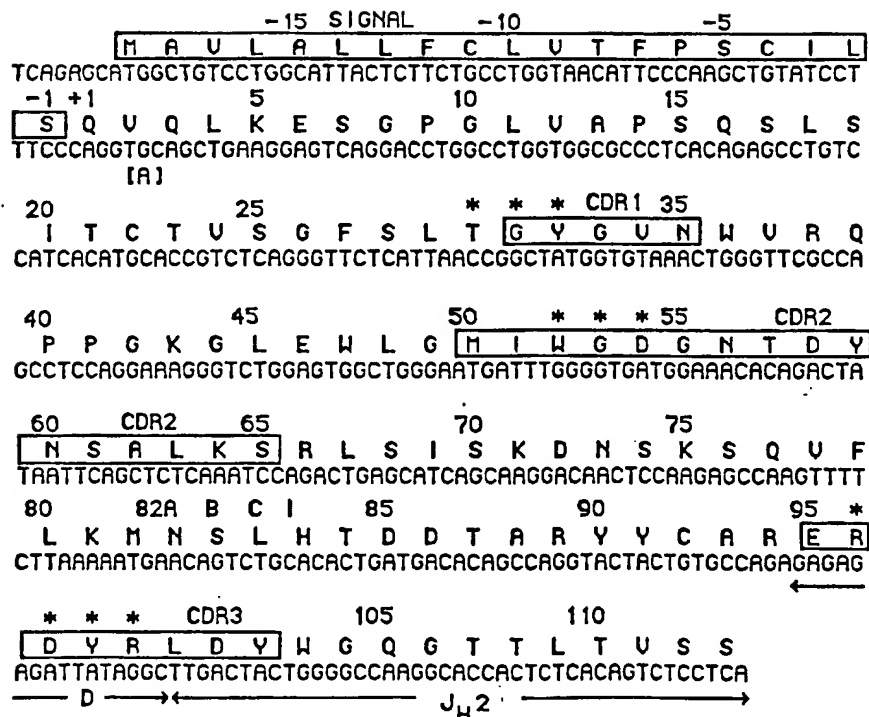 -15 SIGNAL -10 -5
M A V L A L L F C L V T F P S C I L
TCAGAGCATGGCTGTCCTGGCATTACTCTTCTGCCTGGTAACATTCCCAAGCTGTATCCT
-1 +1 5 10 15
S Q V Q L K E S G P G L V A P S Q S L S
TTCCCAGGTGCAGCTGAAGGAGTCAGGACCTGGCCTGGTGGCGCCCTCACAGAGCCTGTC
[A]
20 25 * * * CDR1 35
I T C T V S G F S L T G Y G V N W V R Q
CATCACATGCACCGTCTCAGGGTTCTCATTAACCGGCTATGGTGTAAACTGGGTTCGCCA
40 45 50 * * * 55 CDR2
P P G K G L E W L G M I W G D G N T D Y
GCCTCCAGGAAAGGGTCTGGAGTGGCTGGGAATGATTTGGGGTGATGGAAACACAGACTA
60 CDR2 65 70 75
N S A L K S R L S I S K D N S K S Q V F
TAATTCAGCTCTCAAATCCAGACTGAGCATCAGCAAGGACAACTCCAAGAGCCAAGTTTT
80 82A B C I 85 90 95 *
L K M N S L H T D D T A R Y Y C A R E R
CTTAAAAATGAACAGTCTGCACACTGATGACACAGCCAGGTACTACTGTGCCAGAGAGAG
* * * CDR3 105 110
D Y R L D Y W G Q G T T L T V S S
AGATTATAGGCTTGACTACTGGGGCCAAGGCACCACTCTCACAGTCTCCTCA
D JH2